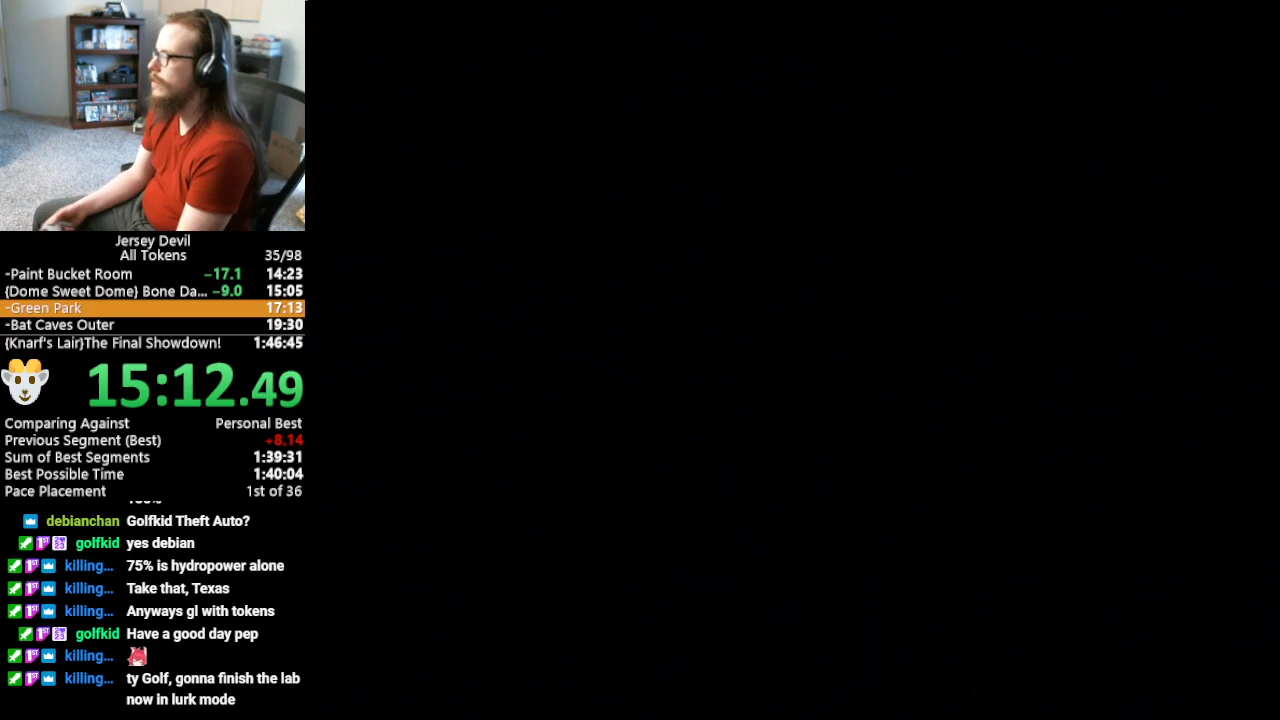 Jersey Devil
All Tokens 35/98
-Paint Bucket Room -17.1 14:23
{Dome Sweet Dome} Bone Da... -9.0 15:05
-Green Park 17:13
-Bat Caves Outer 19:30
{Knarf's Lair}The Final Showdown! 1:46:45
15:12.49
Comparing Against Personal Best
Previous Segment (Best) +8.14
Sum of Best Segments 1:39:31
Best Possible Time 1:40:04
Pace Placement 1st of 36
debianchan Golfkid Theft Auto?
golfkid yes debian
killing... 75% is hydropower alone
killing... Take that, Texas
killing... Anyways gl with tokens
golfkid Have a good day pep
killing...
killing... ty Golf, gonna finish the lab
now in lurk mode